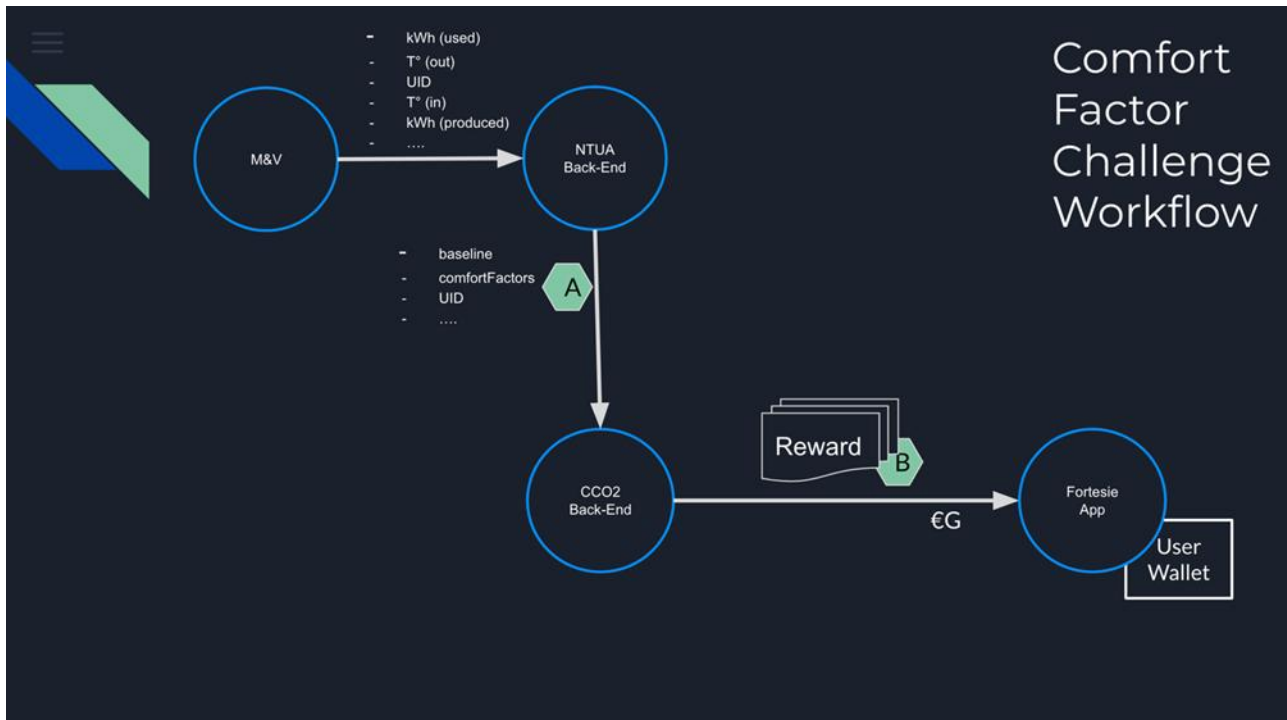 Comfort
Factor
Challenge
Workflow
- kWh (used)
- T° (out)
- UID
- T° (in)
- kWh (produced)
- ....
M&V
NTUA
Back-End
- baseline
- comfortFactors
- UID
- ....
A
Reward
B
CCO2
Back-End
€G
Fortesie
App
User
Wallet